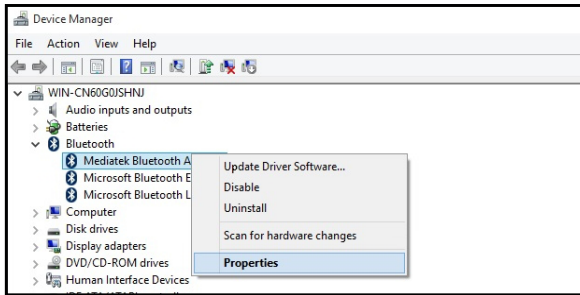 Device Manager
File Action View Help
WIN-CN60G0JSHNJ
Audio inputs and outputs
Batteries
Bluetooth
Mediatek Bluetooth A
Microsoft Bluetooth E
Microsoft Bluetooth L
Computer
Disk drives
Display adapters
DVD/CD-ROM drives
Human Interface Devices
Update Driver Software...
Disable
Uninstall
Scan for hardware changes
Properties